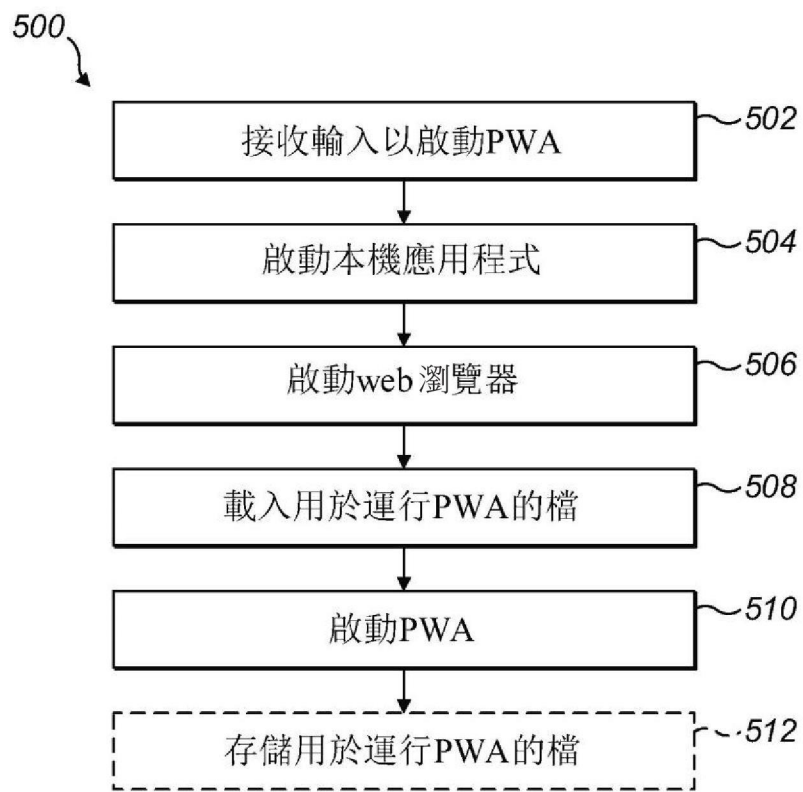 500
接收輸入以啟動PWA
502
啟動本機應用程式
504
啟動web瀏覽器
506
載入用於運行PWA的檔
508
啟動PWA
510
存儲用於運行PWA的檔
512